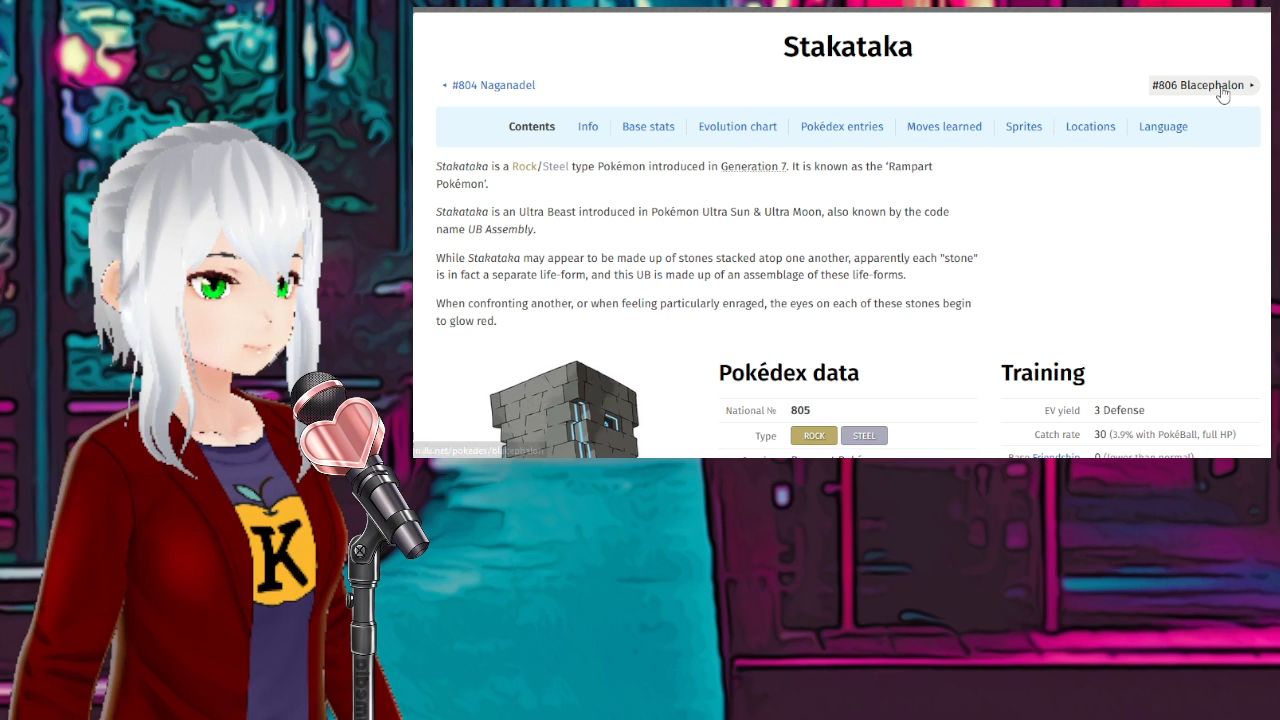 Stakataka
#804 Naganadel
#806 Blacephalon
Contents Info Base stats Evolution chart Pokédex entries Moves learned Sprites Locations Language
Stakataka is a Rock/Steel type Pokémon introduced in Generation 7. It is known as the ‘Rampart
Pokémon’.
Stakataka is an Ultra Beast introduced in Pokémon Ultra Sun & Ultra Moon, also known by the code
name UB Assembly.
While Stakataka may appear to be made up of stones stacked atop one another, apparently each "stone"
is in fact a separate life-form, and this UB is made up of an assemblage of these life-forms.
When confronting another, or when feeling particularly enraged, the eyes on each of these stones begin
to glow red.
Pokédex data
National № 805
Type ROCK STEEL
Training
EV yield 3 Defense
Catch rate 30 (3.9% with PokéBall, full HP)
Base Friendship 0 (lower than normal)
K